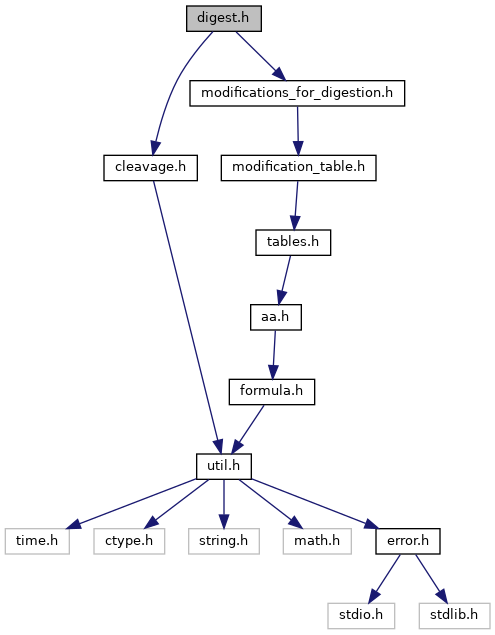 digest.h
modifications_for_digestion.h
cleavage.h
modification_table.h
tables.h
aa.h
formula.h
util.h
time.h
ctype.h
string.h
math.h
error.h
stdio.h
stdlib.h